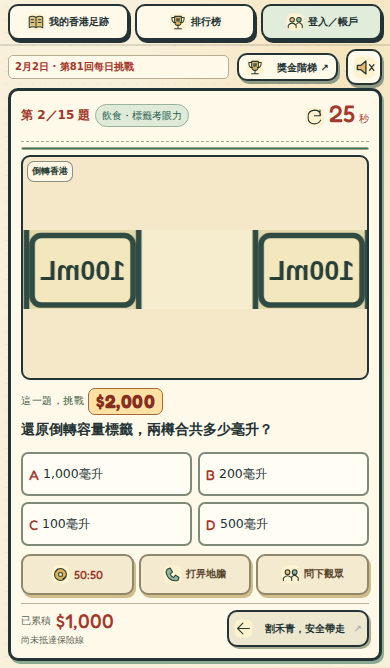 我的香港足跡
排行榜
登入／帳戶
2月2日・第81回每日挑戰
獎金階梯 ↗
第 2／15 題
飲食・標籤考眼力
25 秒
倒轉香港
100mL
100mL
這一題，挑戰 $2,000
還原倒轉容量標籤，兩樽合共多少毫升？
A 1,000毫升
B 200毫升
C 100毫升
D 500毫升
50:50
打畀地膽
問下觀眾
已累積 $1,000
尚未抵達保險線
割禾青，安全帶走 ↗